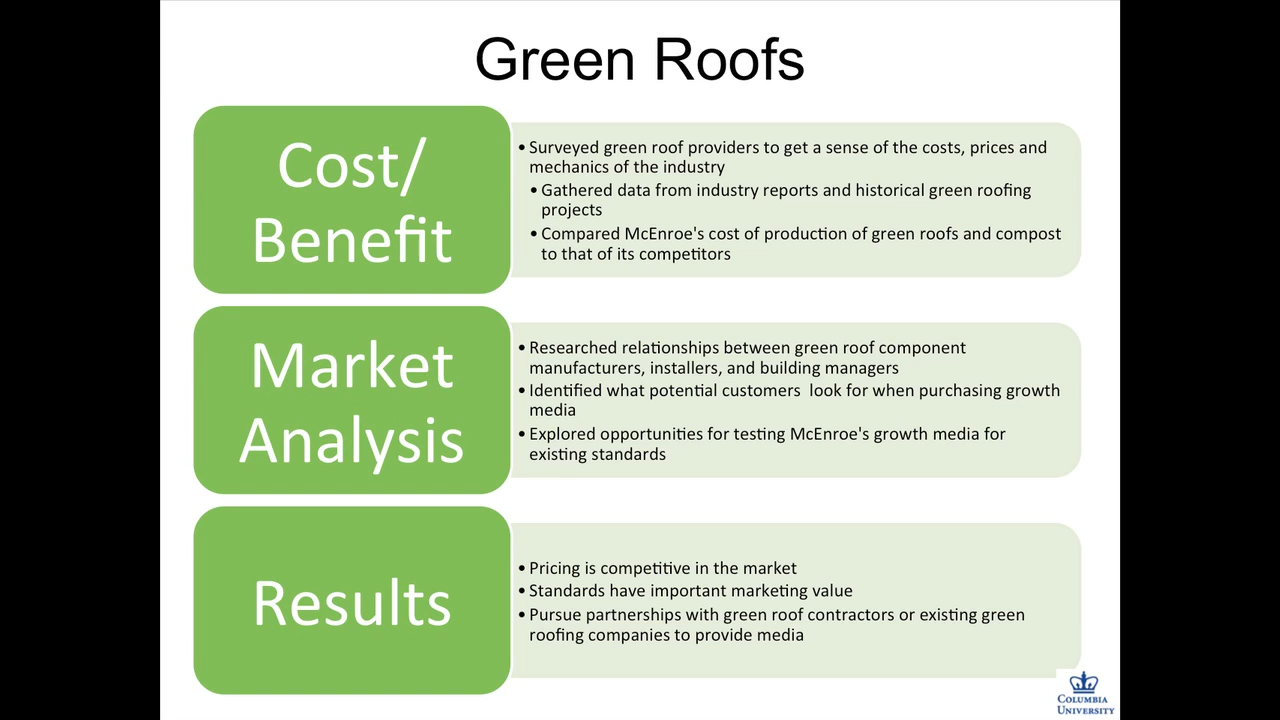 Green Roofs
Cost/
Benefit
• Surveyed green roof providers to get a sense of the costs, prices and
mechanics of the industry
• Gathered data from industry reports and historical green roofing
projects
• Compared McEnroe's cost of production of green roofs and compost
to that of its competitors
Market
Analysis
• Researched relationships between green roof component
manufacturers, installers, and building managers
• Identified what potential customers  look for when purchasing growth
media
• Explored opportunities for testing McEnroe's growth media for
existing standards
Results
• Pricing is competitive in the market
• Standards have important marketing value
• Pursue partnerships with green roof contractors or existing green
roofing companies to provide media
COLUMBIA
UNIVERSITY